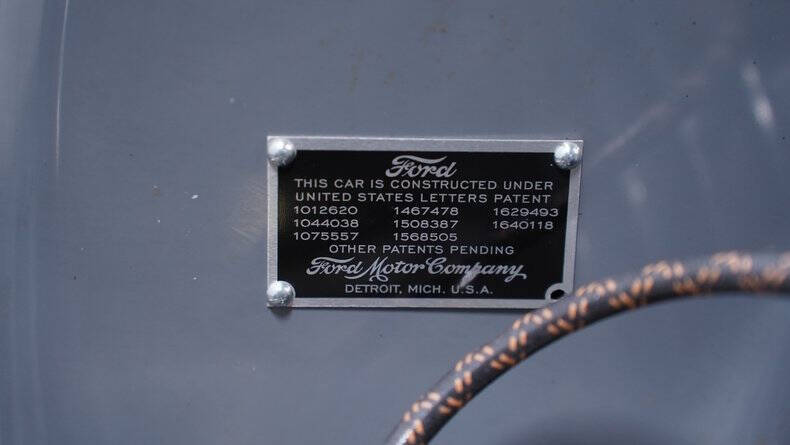 Ford
THIS CAR IS CONSTRUCTED UNDER
UNITED STATES LETTERS PATENT
1012620 1467478 1629493
1044038 1508387 1640118
1075557 1568505
OTHER PATENTS PENDING
Ford Motor Company
DETROIT, MICH. U.S.A.